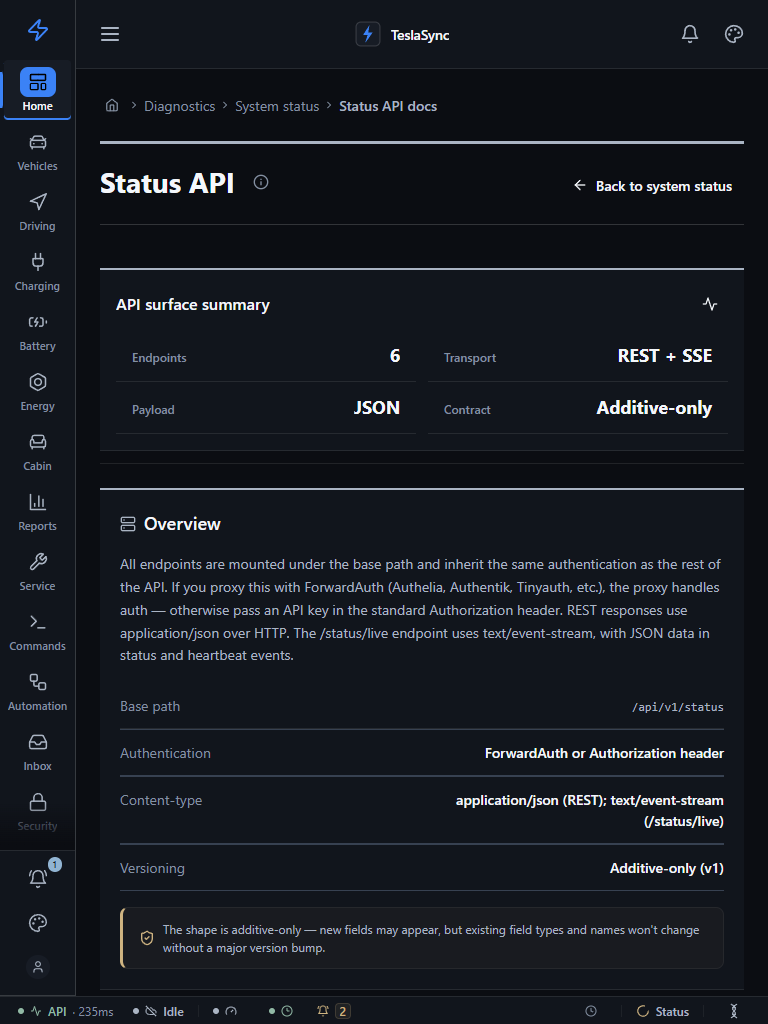 TeslaSync
Home
Vehicles
Driving
Charging
Battery
Energy
Cabin
Reports
Service
Commands
Automation
Inbox
Security
1
Diagnostics
System status
Status API docs
Status API
Back to system status
API surface summary
Endpoints
6
Transport
REST + SSE
Payload
JSON
Contract
Additive-only
Overview
All endpoints are mounted under the base path and inherit the same authentication as the rest of
the API. If you proxy this with ForwardAuth (Authelia, Authentik, Tinyauth, etc.), the proxy handles
auth — otherwise pass an API key in the standard Authorization header. REST responses use
application/json over HTTP. The /status/live endpoint uses text/event-stream, with JSON data in
status and heartbeat events.
Base path
/api/v1/status
Authentication
ForwardAuth or Authorization header
Content-type
application/json (REST); text/event-stream
(/status/live)
Versioning
Additive-only (v1)
The shape is additive-only — new fields may appear, but existing field types and names won't change
without a major version bump.
API · 235ms
Idle
2
Status